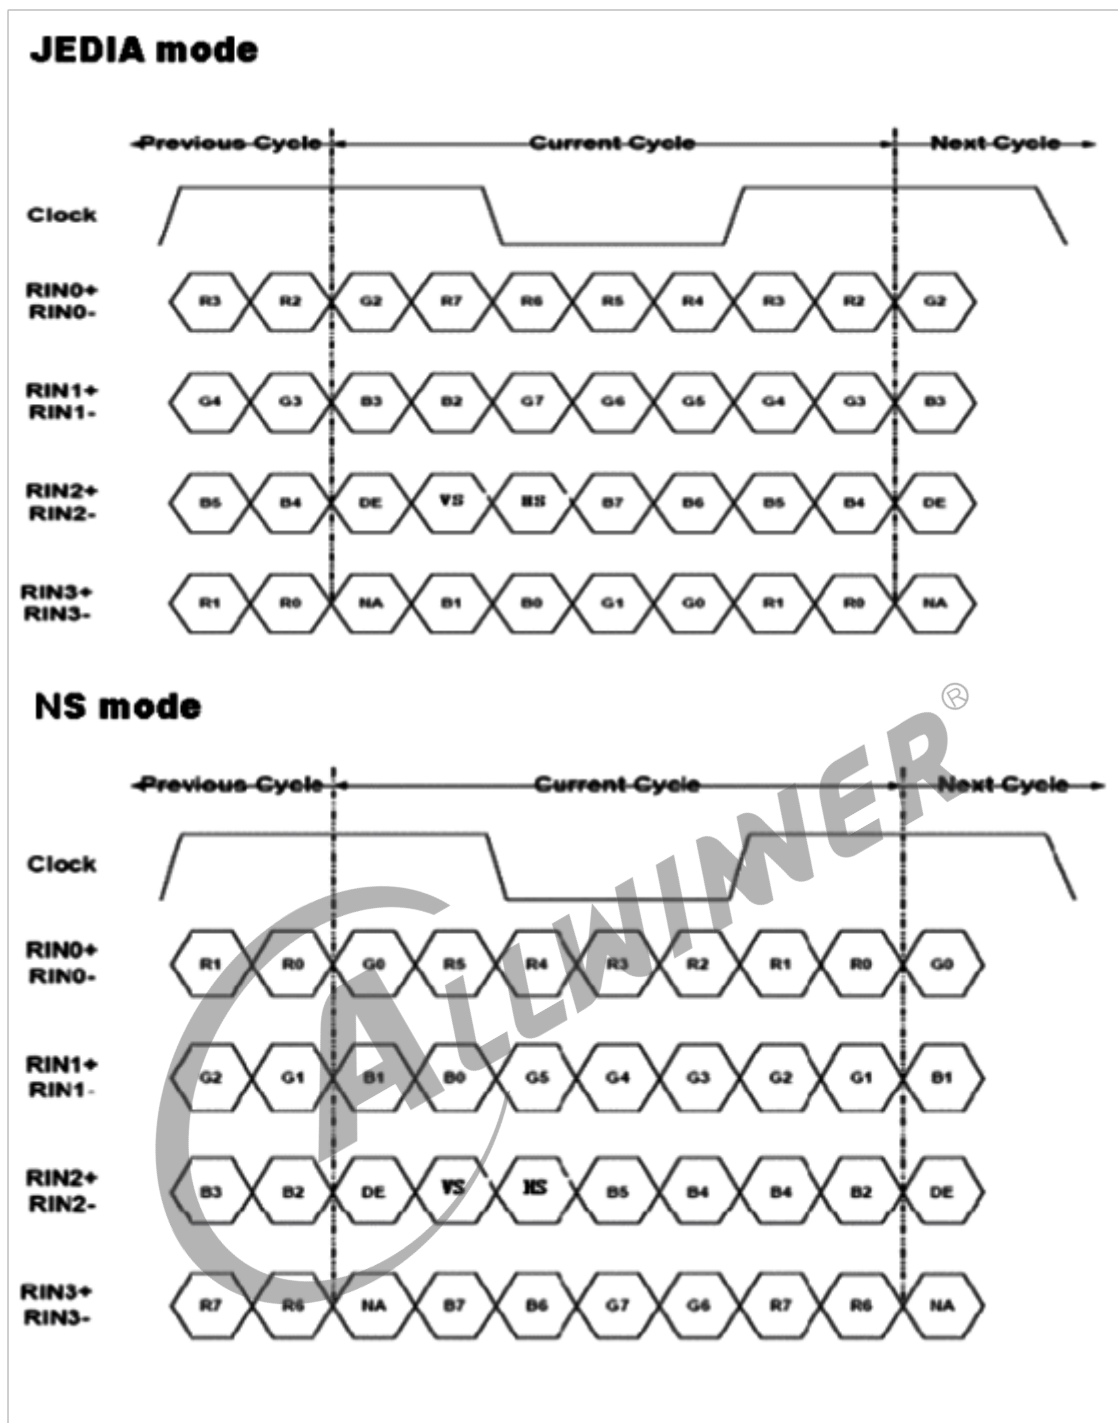 JEDIA mode
Previous Cycle Current Cycle Next Cycle
Clock
RIN0+
RIN0-
R3 R2 G2 R7 R6 R5 R4 R3 R2 G2
RIN1+
RIN1-
G4 G3 B3 B2 G7 G6 G5 G4 G3 B3
RIN2+
RIN2-
B5 B4 DE VS HS B7 B6 B5 B4 DE
RIN3+
RIN3-
R1 R0 NA B1 B0 G1 G0 R1 R0 NA
NS mode
Previous Cycle Current Cycle Next Cycle
Clock
RIN0+
RIN0-
R1 R0 G0 R5 R4 R3 R2 R1 R0 G0
RIN1+
RIN1-
G2 G1 B1 B0 G5 G4 G3 G2 G1 B1
RIN2+
RIN2-
B3 B2 DE VS HS B5 B4 B4 B2 DE
RIN3+
RIN3-
R7 R6 NA B7 B6 G7 G6 R7 R6 NA
ALLWINNER®